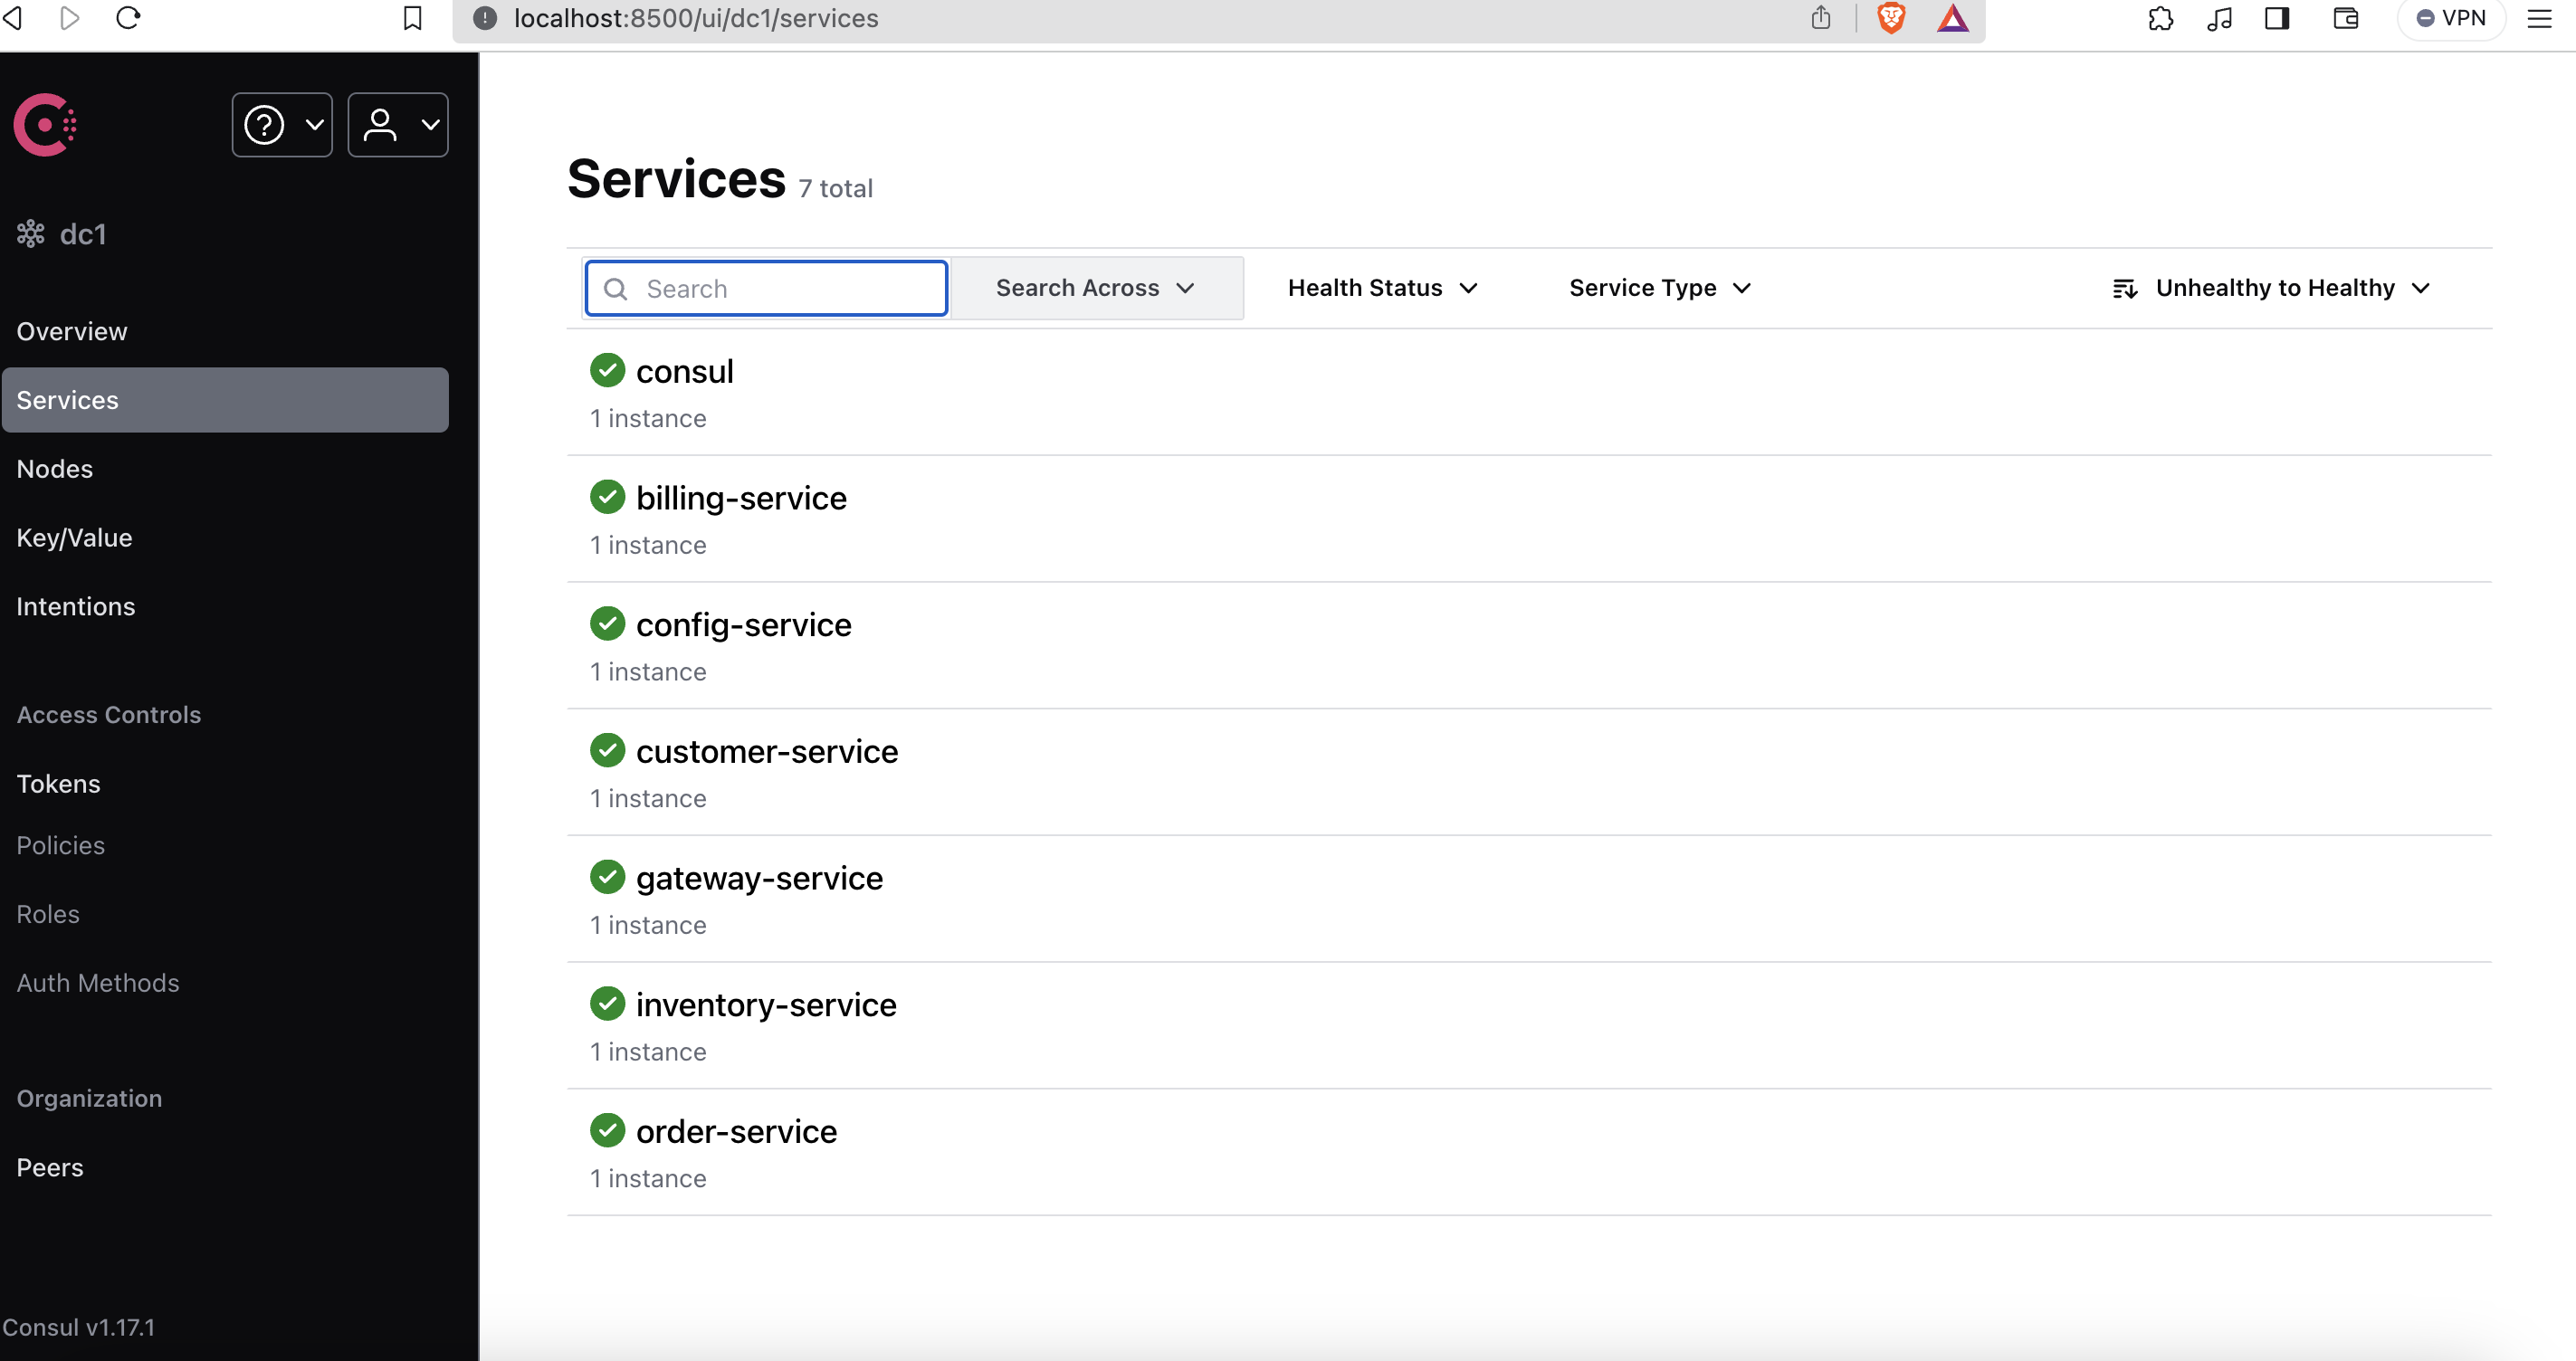 localhost:8500/ui/dc1/services
VPN
dc1
Overview
Services
Nodes
Key/Value
Intentions
Access Controls
Tokens
Policies
Roles
Auth Methods
Organization
Peers
Consul v1.17.1
Services 7 total
Search
Search Across
Health Status
Service Type
Unhealthy to Healthy
consul
1 instance
billing-service
1 instance
config-service
1 instance
customer-service
1 instance
gateway-service
1 instance
inventory-service
1 instance
order-service
1 instance